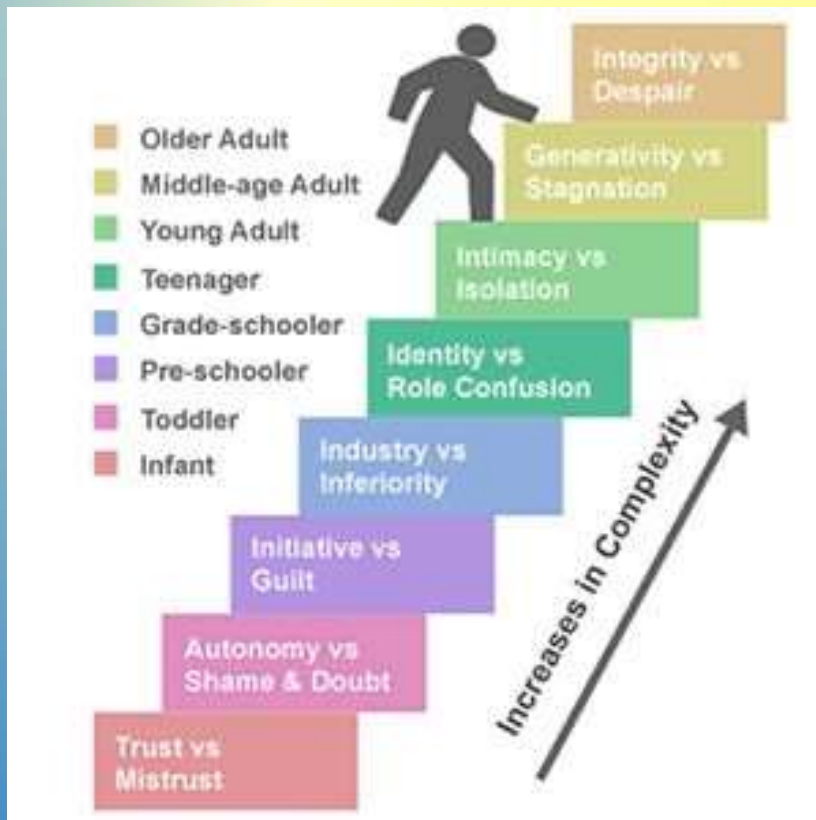 Integrity vs
Despair
Generativity vs
Stagnation
Intimacy vs
Isolation
Identity vs
Role Confusion
Industry vs
Inferiority
Initiative vs
Guilt
Autonomy vs
Shame & Doubt
Trust vs
Mistrust
Older Adult
Middle-age Adult
Young Adult
Teenager
Grade-schooler
Pre-schooler
Toddler
Infant
Increases in Complexity